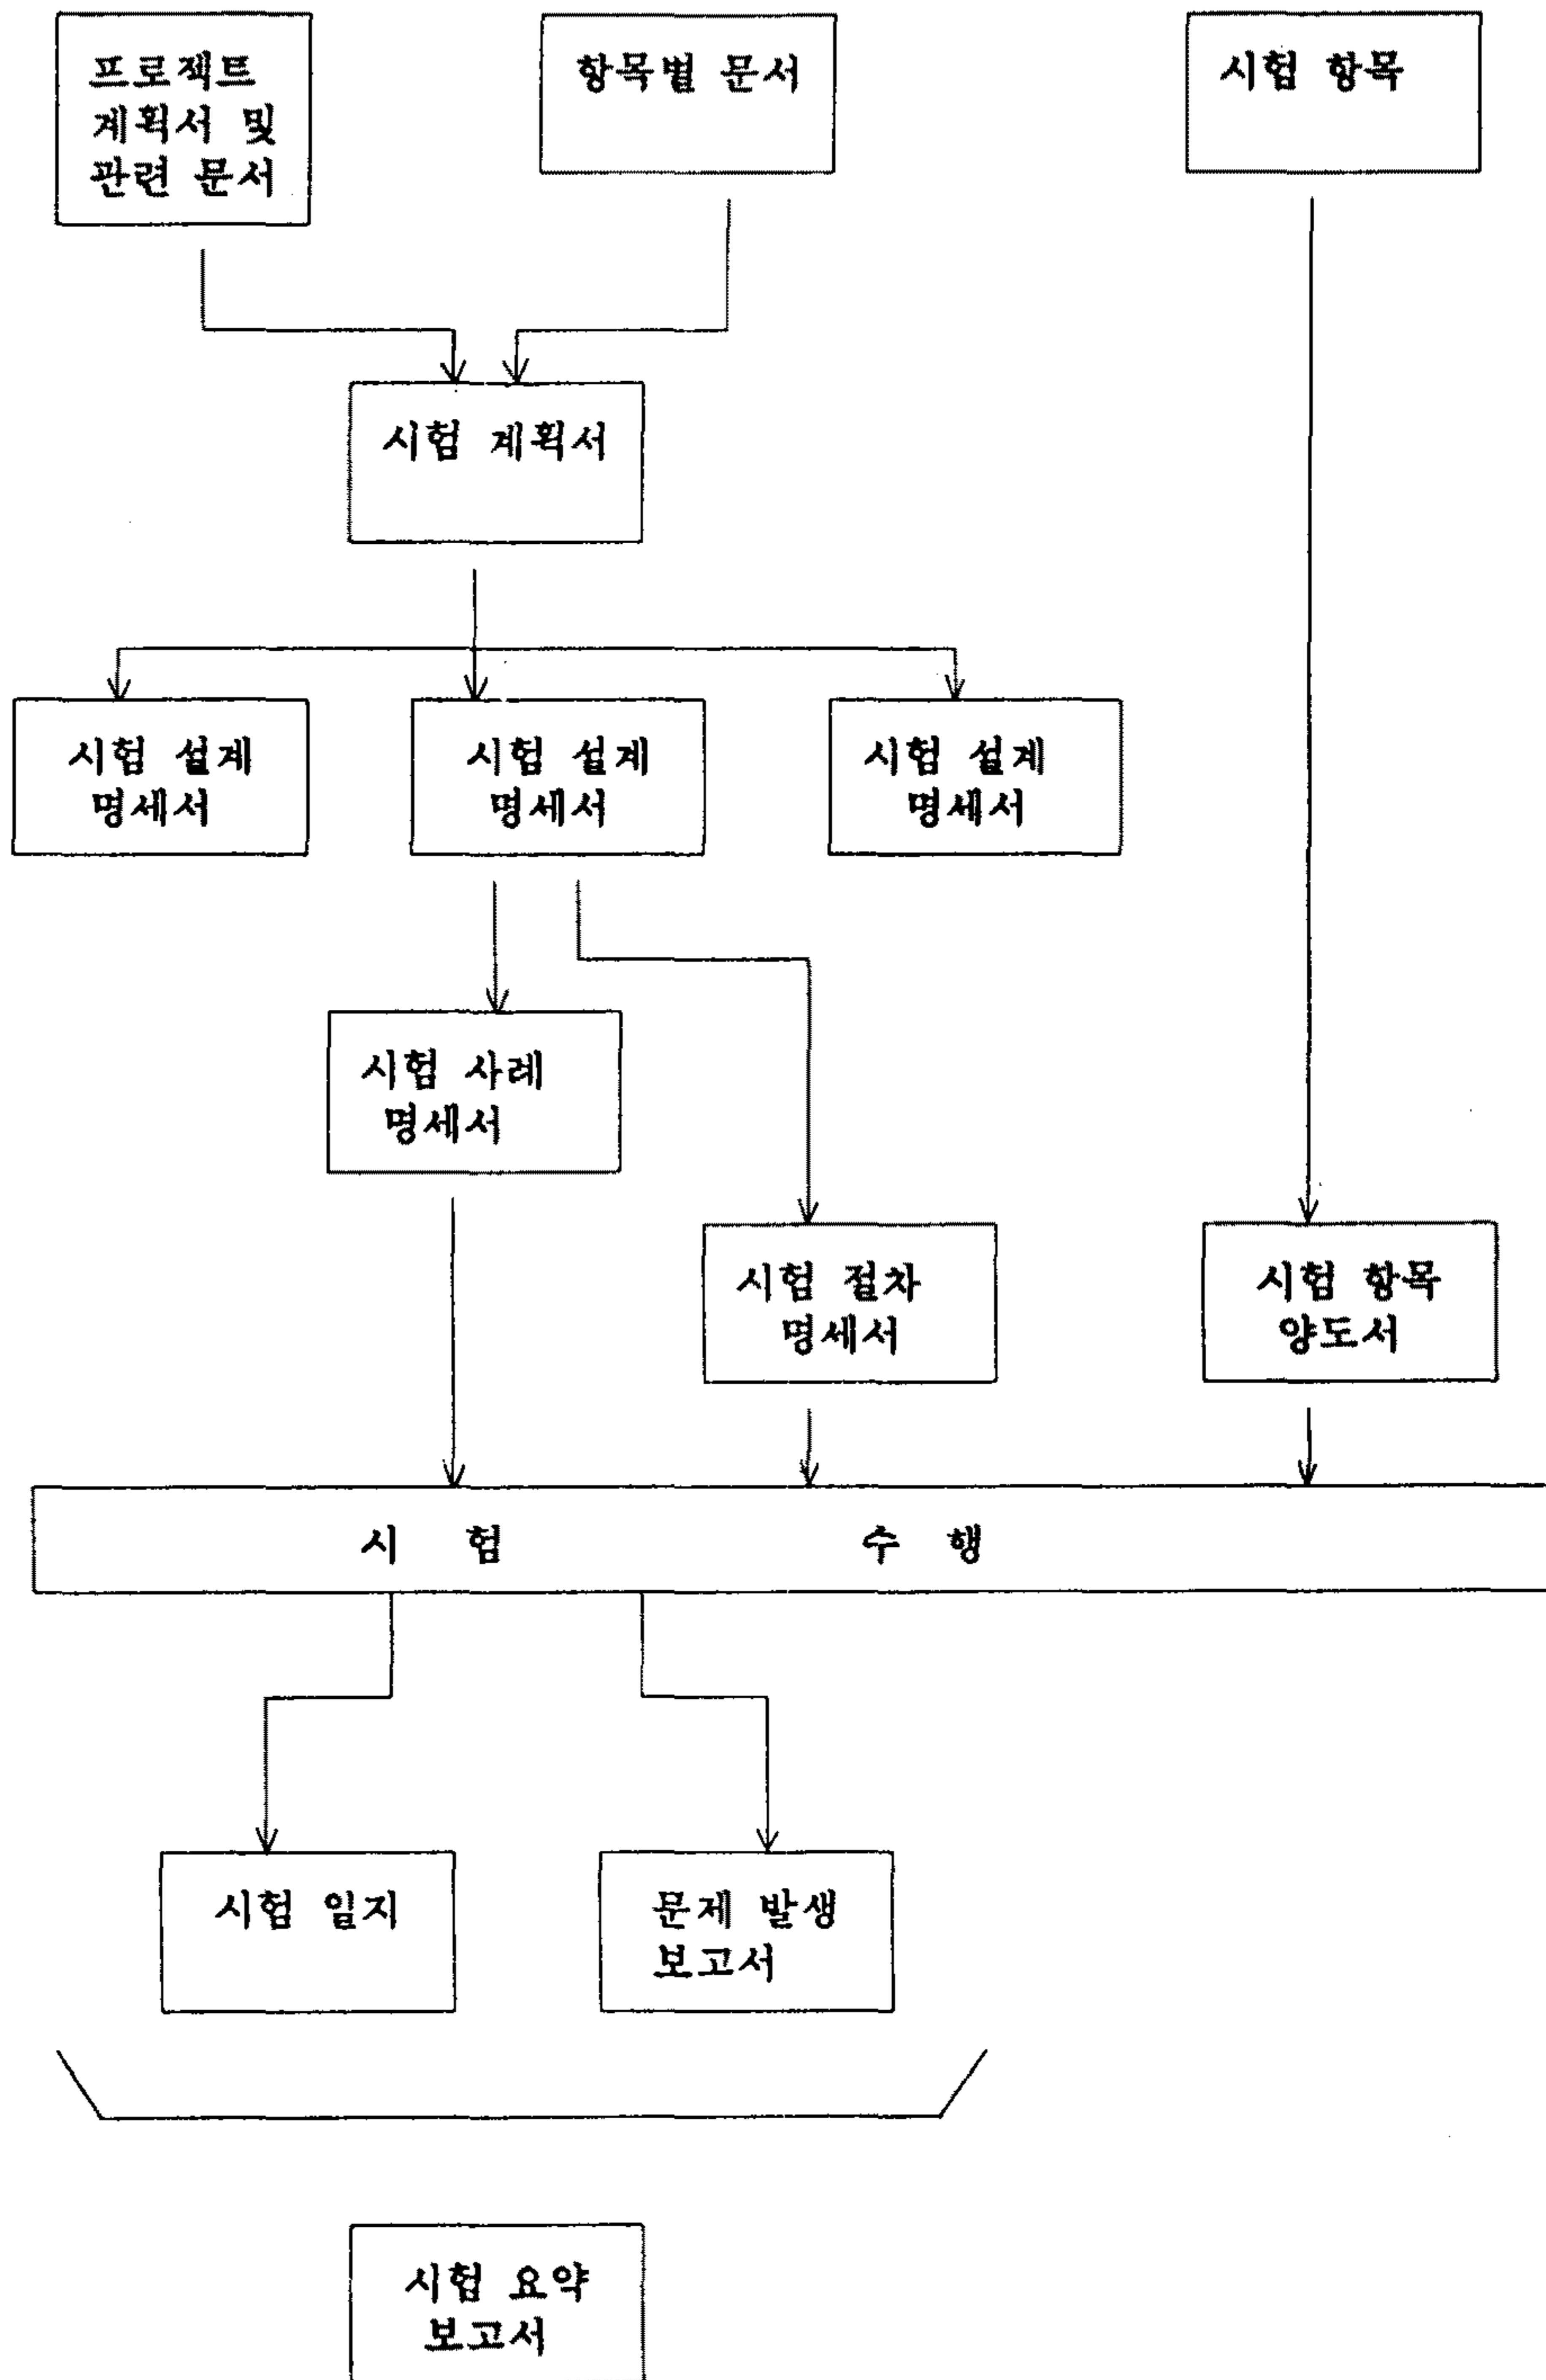 프로젝트
계획서 및
관련 문서
항목별 문서
시험 항목
시험 계획서
시험 설계
명세서
시험 설계
명세서
시험 설계
명세서
시험 사례
명세서
시험 절차
명세서
시험 항목
양도서
시 험 수 행
시험 일지
문제 발생
보고서
시험 요약
보고서